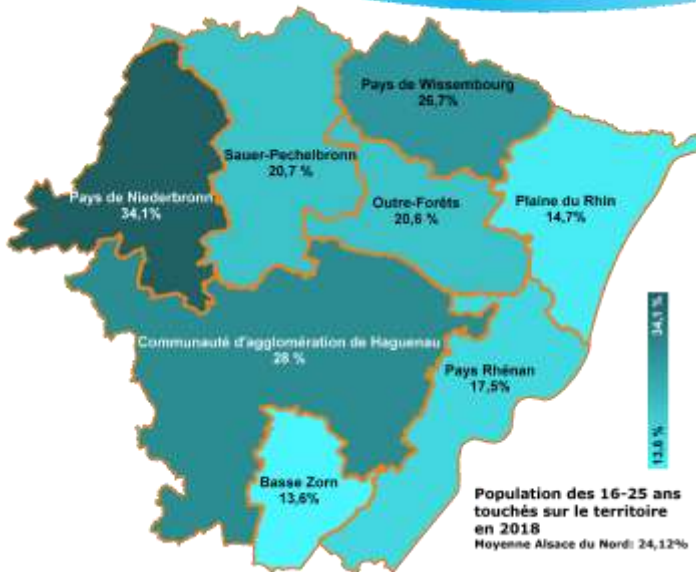 Pays de Wissembourg
26,7%
Sauer-Pechelbronn
20,7 %
Pays de Niederbronn
34,1%
Outre-Forêts
20,6 %
Plaine du Rhin
14,7%
Communauté d'agglomération de Haguenau
28 %
Pays Rhénan
17,5%
Basse Zorn
13,6%
34,1 %
13,6 %
Population des 16-25 ans
touchés sur le territoire
en 2018
Moyenne Alsace du Nord: 24,12%